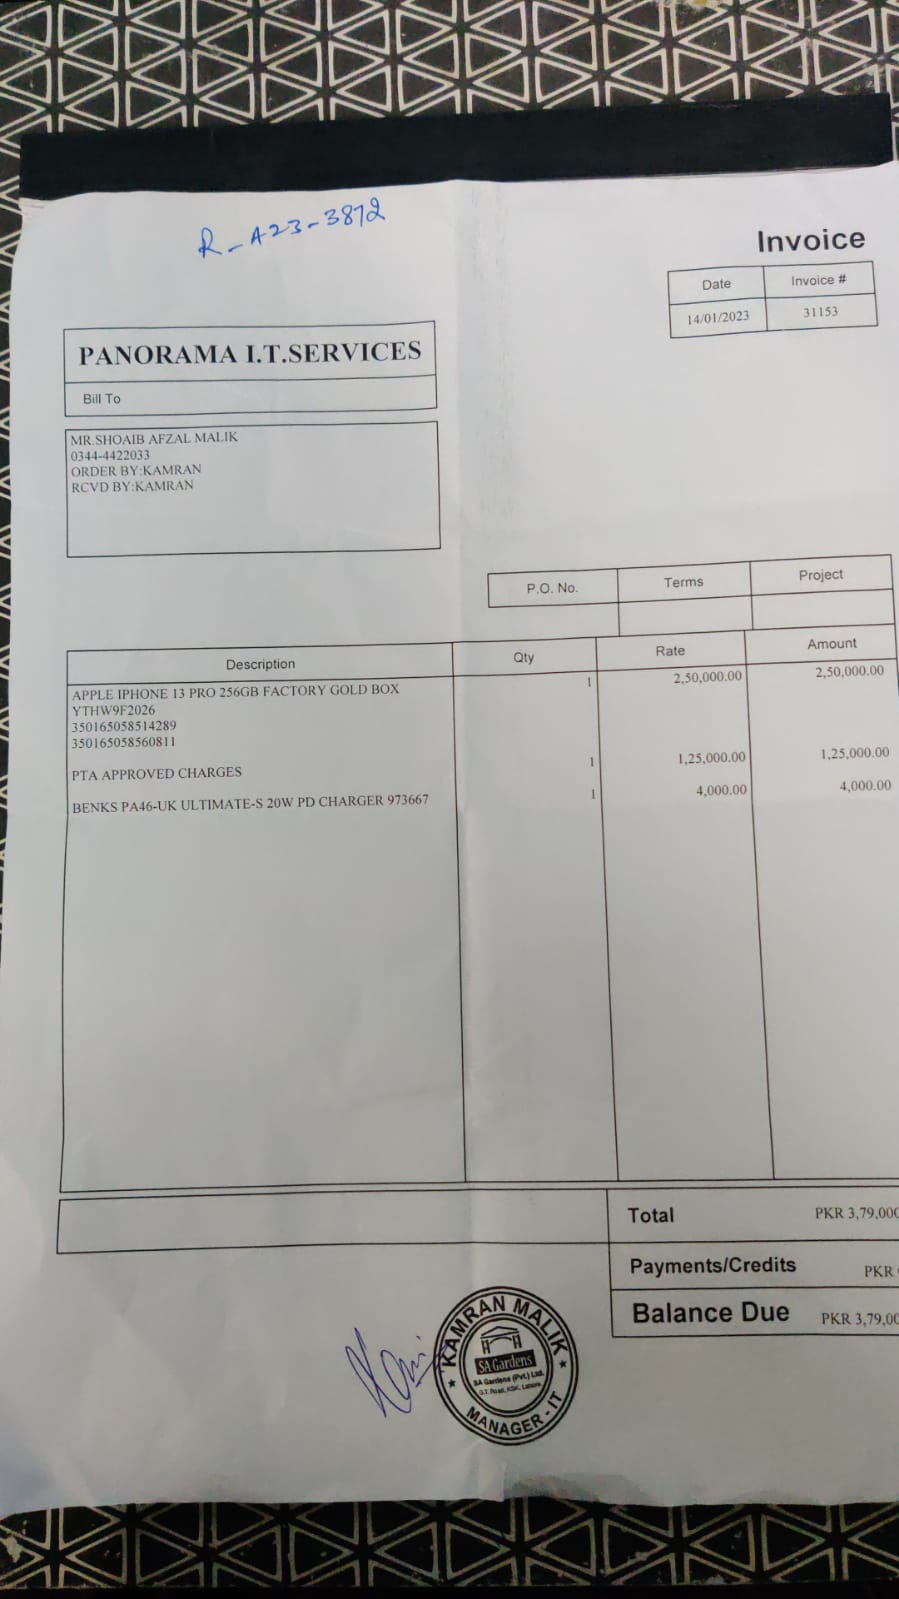 R-A23-3872
Invoice
Date Invoice #
14/01/2023 31153
PANORAMA I.T.SERVICES
Bill To
MR.SHOAIB AFZAL MALIK
0344-4422033
ORDER BY:KAMRAN
RCVD BY:KAMRAN
P.O. No. Terms Project
Description Qty Rate Amount
APPLE IPHONE 13 PRO 256GB FACTORY GOLD BOX 1 2,50,000.00 2,50,000.00
YTHW9F2026
350165058514289
350165058560811
PTA APPROVED CHARGES 1 1,25,000.00 1,25,000.00
BENKS PA46-UK ULTIMATE-S 20W PD CHARGER 973667 1 4,000.00 4,000.00
Total PKR 3,79,000
Payments/Credits PKR
Balance Due PKR 3,79,00
KAMRAN MALIK
SA Gardens
SA Gardens (Pvt.) Ltd.
G.T. Road, KSK, Lahore.
MANAGER - IT